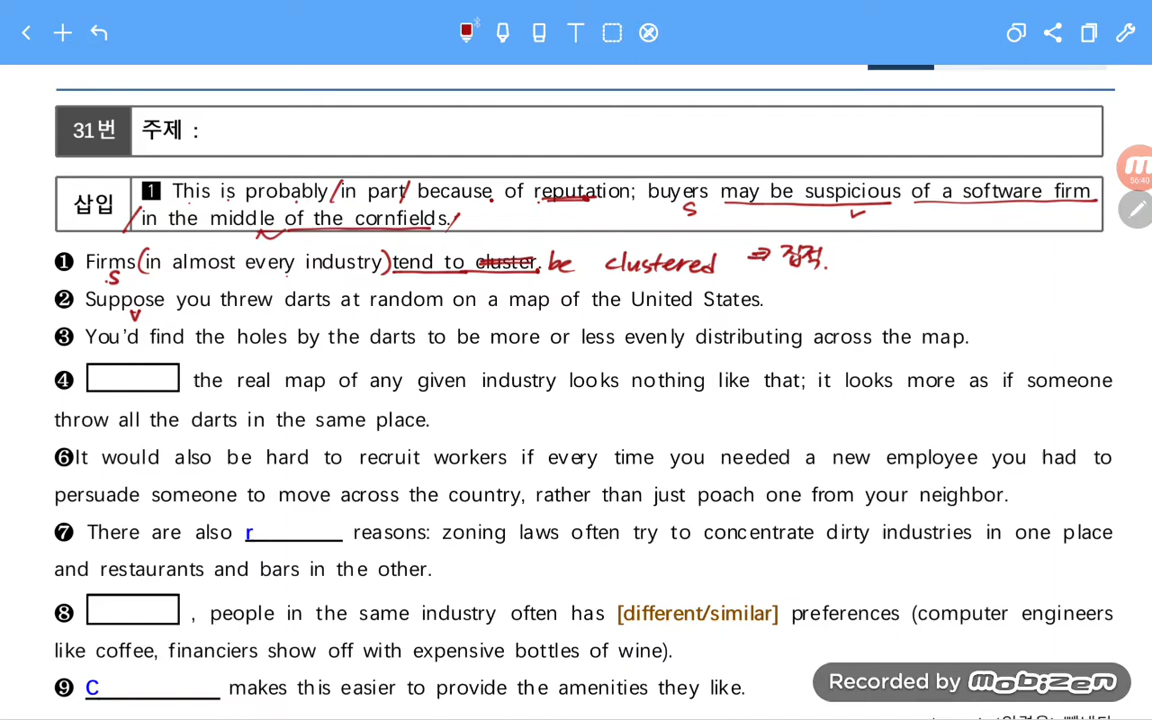 56:40
31번 주제 :
삽입 1 This is probably in part because of reputation; buyers may be suspicious of a software firm
in the middle of the cornfields.
S
v
❶ Firms in almost every industry tend to cluster. be clustered ⇒ 집적.
S
❷ Suppose you threw darts at random on a map of the United States.
v
❸ You'd find the holes by the darts to be more or less evenly distributing across the map.
❹ the real map of any given industry looks nothing like that; it looks more as if someone
throw all the darts in the same place.
❻It would also be hard to recruit workers if every time you needed a new employee you had to
persuade someone to move across the country, rather than just poach one from your neighbor.
❼ There are also r________ reasons: zoning laws often try to concentrate dirty industries in one place
and restaurants and bars in the other.
❽ , people in the same industry often has [different/similar] preferences (computer engineers
like coffee, financiers show off with expensive bottles of wine).
❾ C___________ makes this easier to provide the amenities they like.
Recorded by mobizen